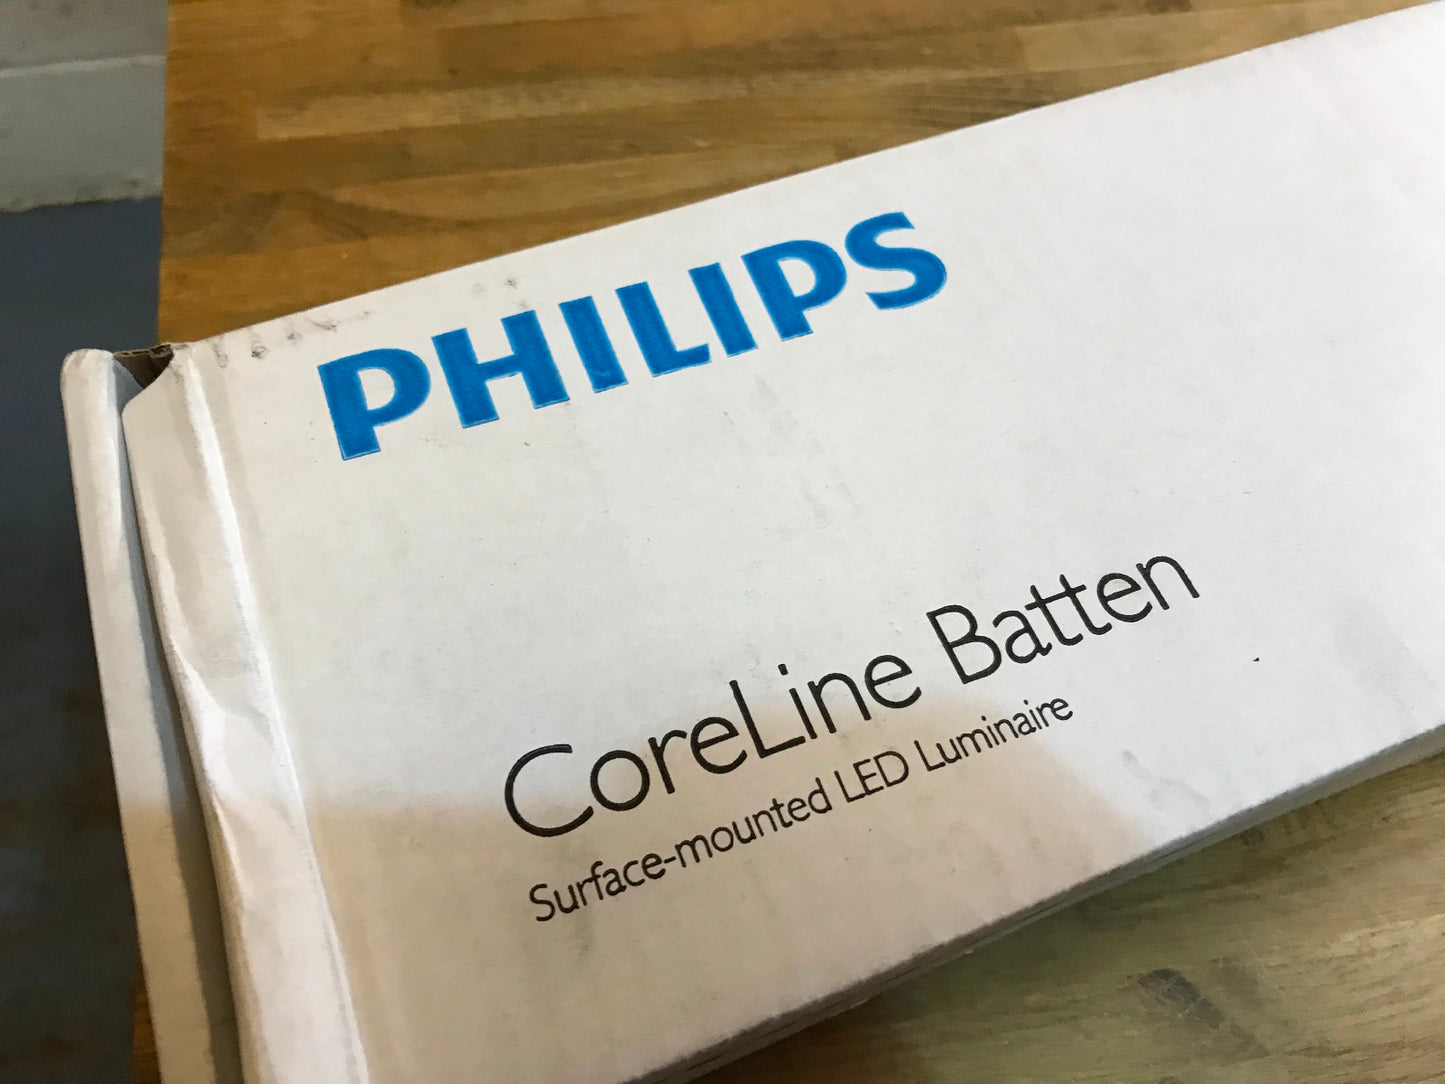 PHILIPS
CoreLine Batten
Surface-mounted LED Luminaire